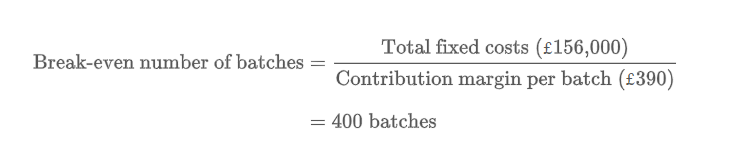 Break-even number of batches = Total fixed costs (£156,000) / Contribution margin per batch (£390)
= 400 batches